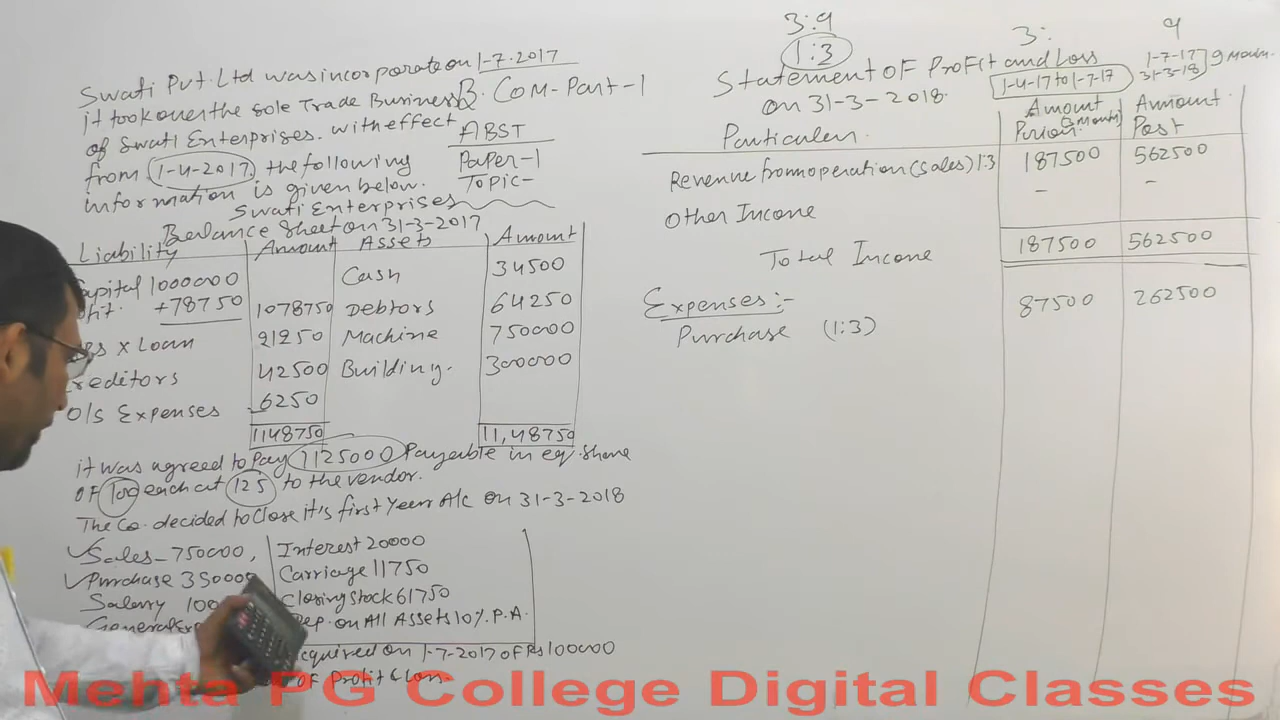 Swati Pvt. Ltd was incorporate on 1-7-2017
it took over the sole Trade Business
of Swati Enterprises. with effect
from 1-4-2017 the following
information is given below.
B. Com-Part-1
ABST
Paper-1
Topic-
Swati Enterprises
Balance Sheet on 31-3-2017
Liability Amount Assets Amount
Capital 1000000 Cash 34500
+78750 1078750 Debtors 64250
x Loan 21250 Machine 750000
Creditors 42500 Building. 300000
O/S Expenses 6250
1148750 11,48750
it was agreed to pay 1125000 Payable in eq. share
of 100 each at 125 to the vendor.
The Co. decided to close it's first Year A/c on 31-3-2018
Sales - 750000, Interest 20000
Purchase 350000 Carriage 11750
Salary Closing stock 61750
General Dep. on All Assets 10% P.A.
acquired on 1-7-2017 of Rs 100000
of Profit & Loss
3:9
1:3
3:
9
Statement of Profit and Loss
on 31-3-2018.
1-4-17 to 1-7-17
1-7-17
31-3-18
9 month
Particulars Amount Prior (3 month) Amount Post
Revenue from operation (Sales) 1:3 187500 562500
Other Income - -
Total Income 187500 562500
Expenses :-
Purchase (1:3) 87500 262500
Mehta PG College Digital Classes